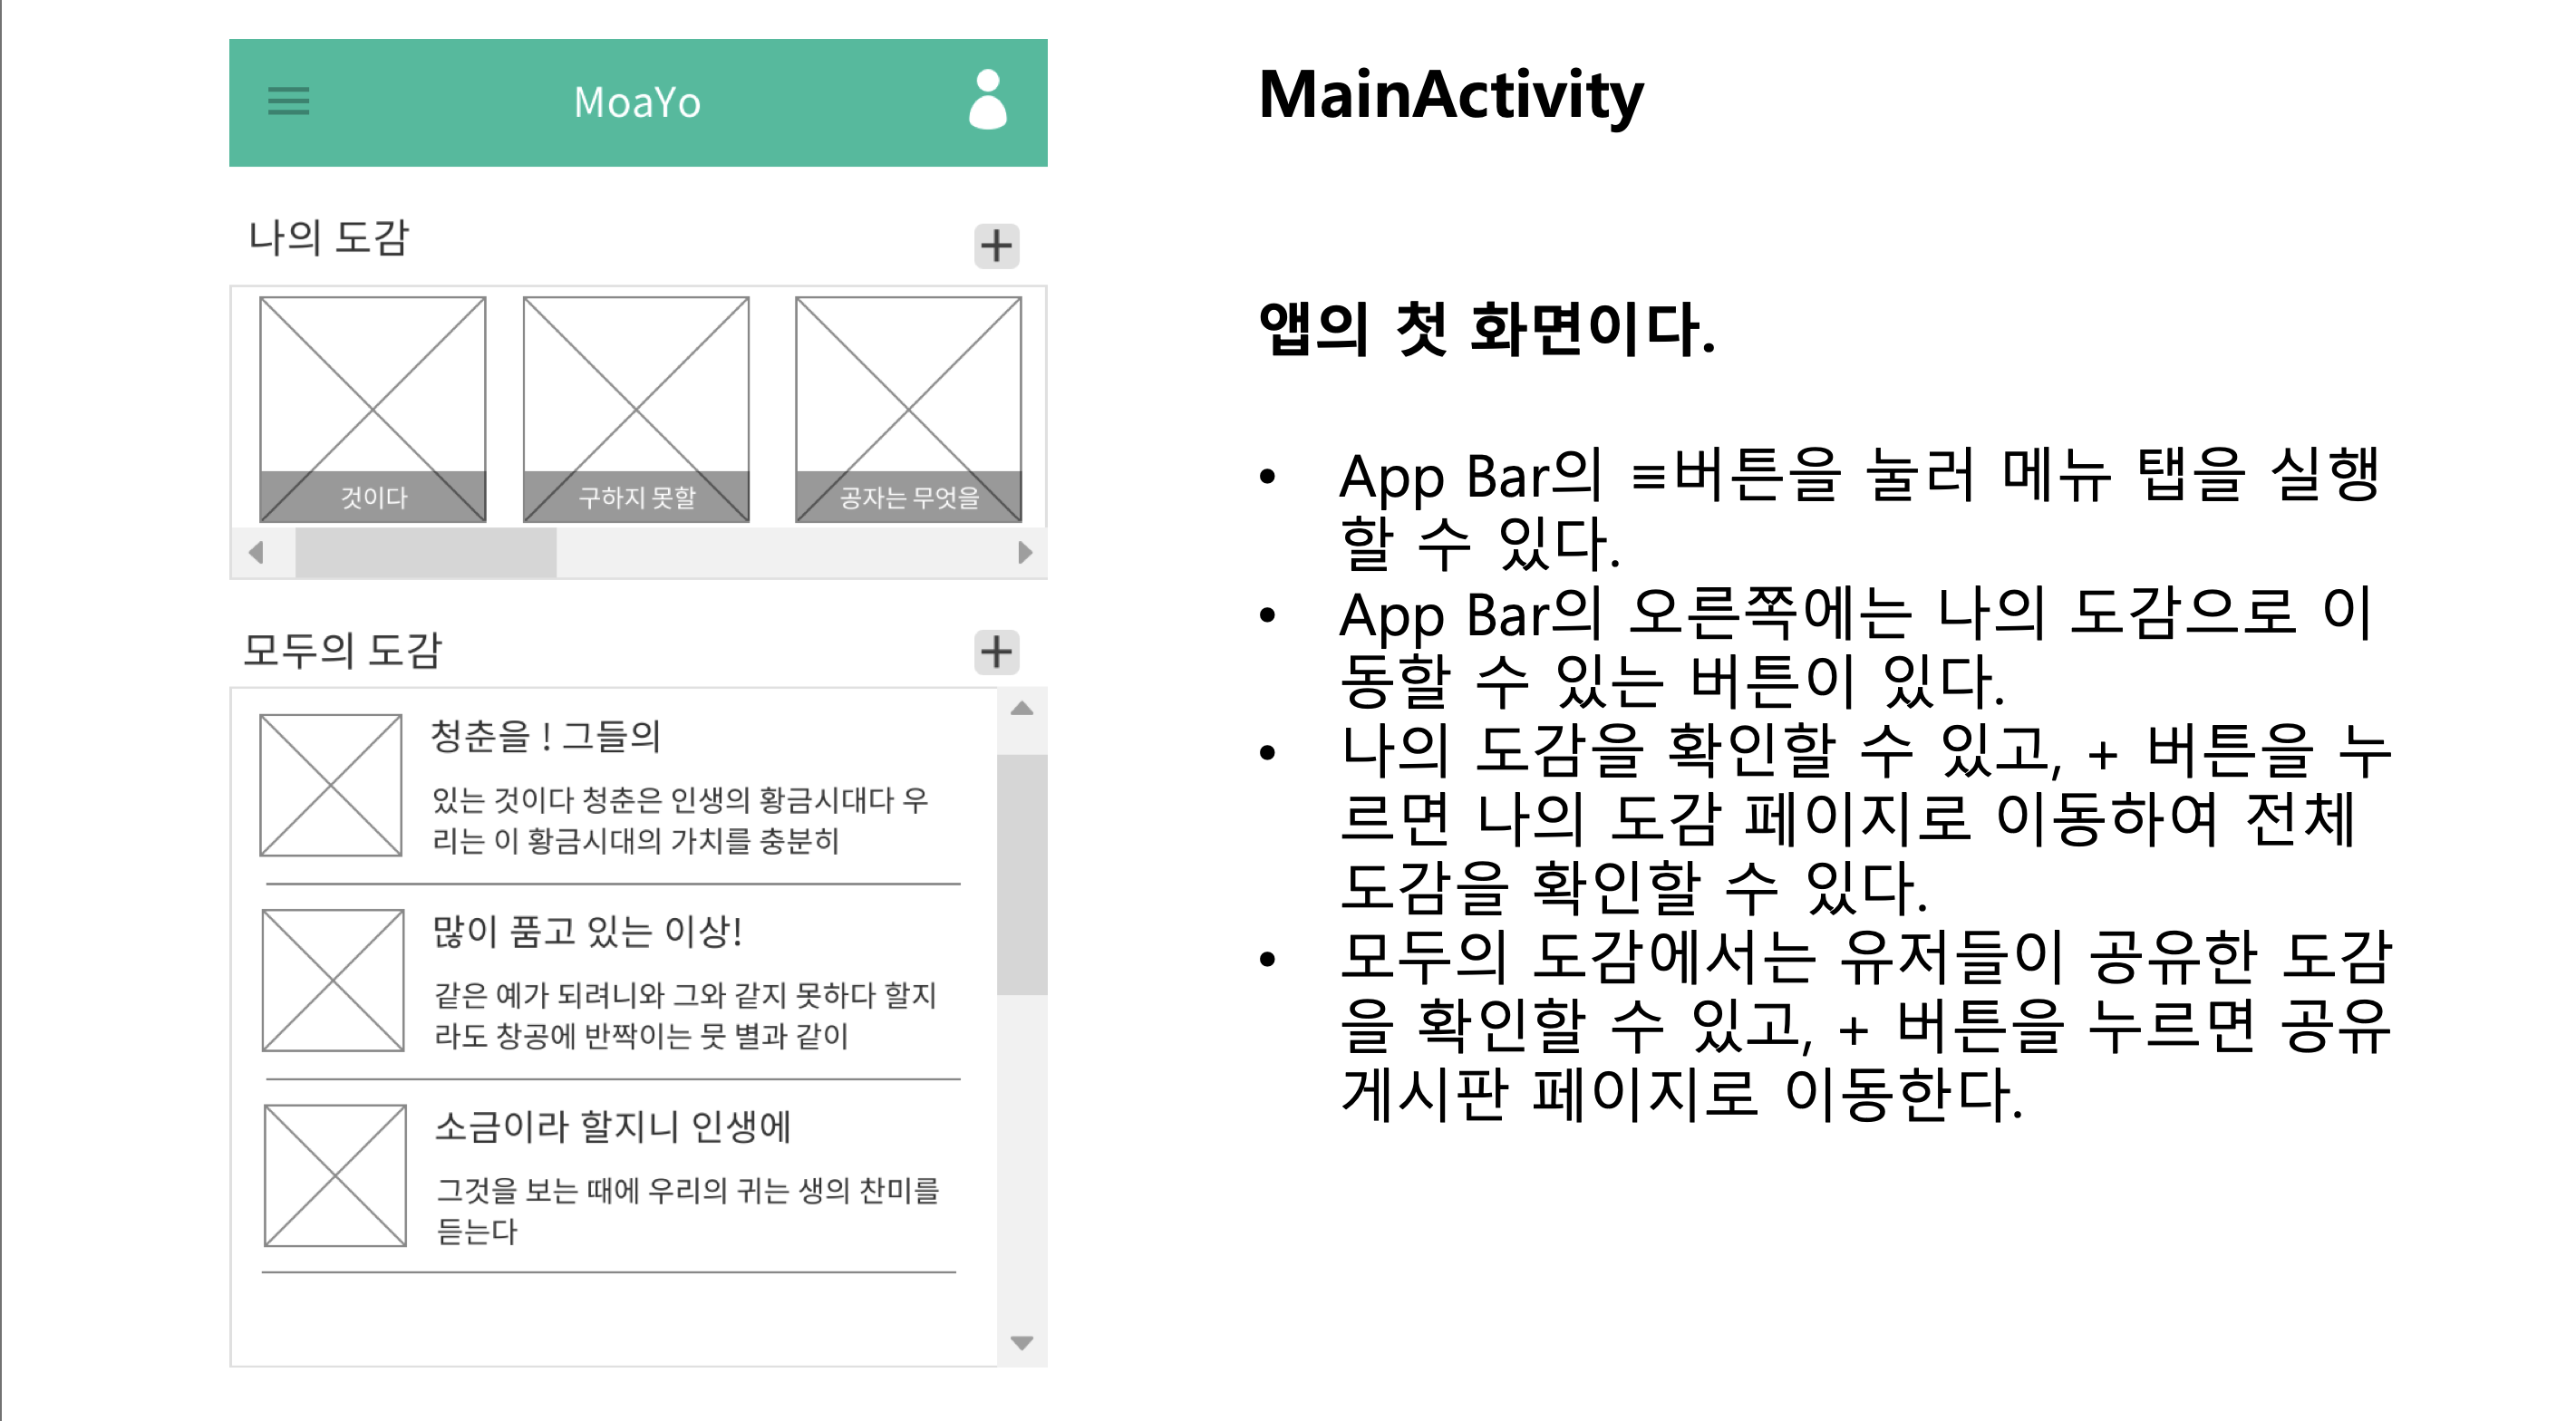 MoaYo
나의 도감
것이다
구하지 못할
공자는 무엇을
모두의 도감
청춘을 ! 그들의
있는 것이다 청춘은 인생의 황금시대다 우
리는 이 황금시대의 가치를 충분히
많이 품고 있는 이상!
같은 예가 되려니와 그와 같지 못하다 할지
라도 창공에 반짝이는 뭇 별과 같이
소금이라 할지니 인생에
그것을 보는 때에 우리의 귀는 생의 찬미를
듣는다
MainActivity
앱의 첫 화면이다.
• App Bar의 ≡버튼을 눌러 메뉴 탭을 실행
할 수 있다.
• App Bar의 오른쪽에는 나의 도감으로 이
동할 수 있는 버튼이 있다.
• 나의 도감을 확인할 수 있고, + 버튼을 누
르면 나의 도감 페이지로 이동하여 전체
도감을 확인할 수 있다.
• 모두의 도감에서는 유저들이 공유한 도감
을 확인할 수 있고, + 버튼을 누르면 공유
게시판 페이지로 이동한다.